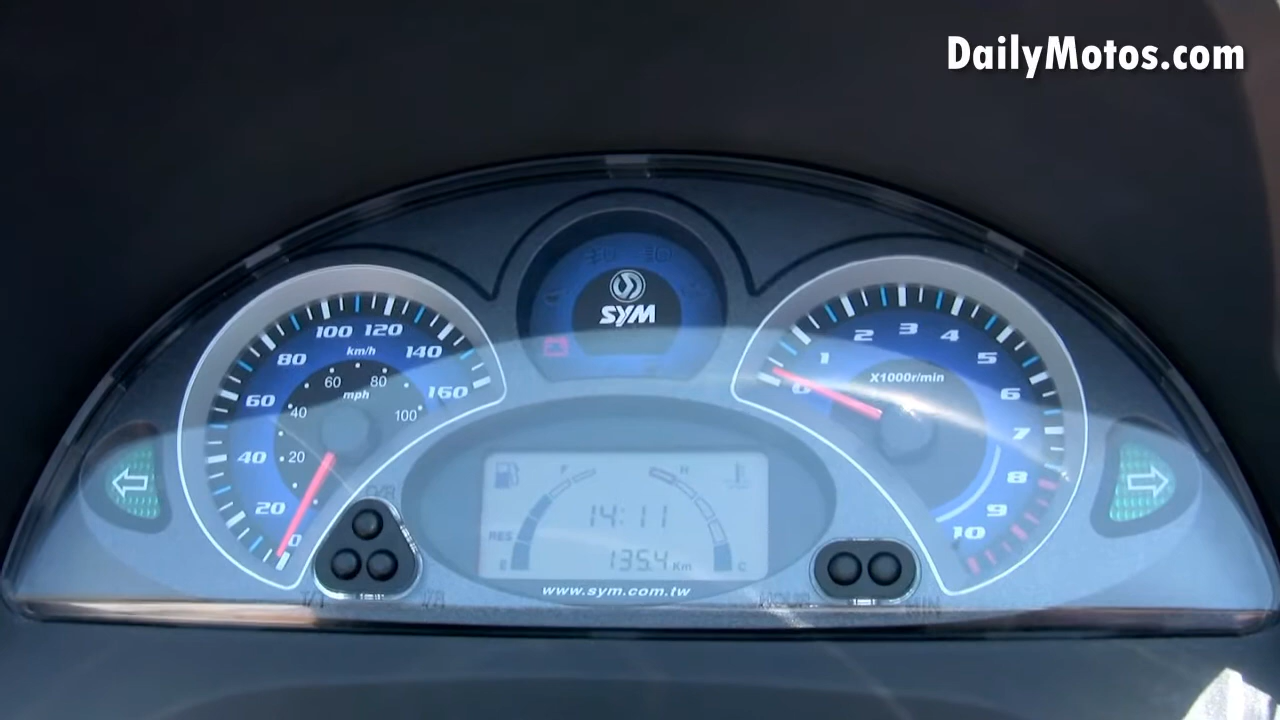 DailyMotos.com
SYM
100 120
80 km/h 140
60 60 80 160
mph
40 40 100
20 20
0
1 2 3 4 5
X1000r/min
0 6
7
8
9
10
F H
14:11
RES
E 135.4 Km C
www.sym.com.tw